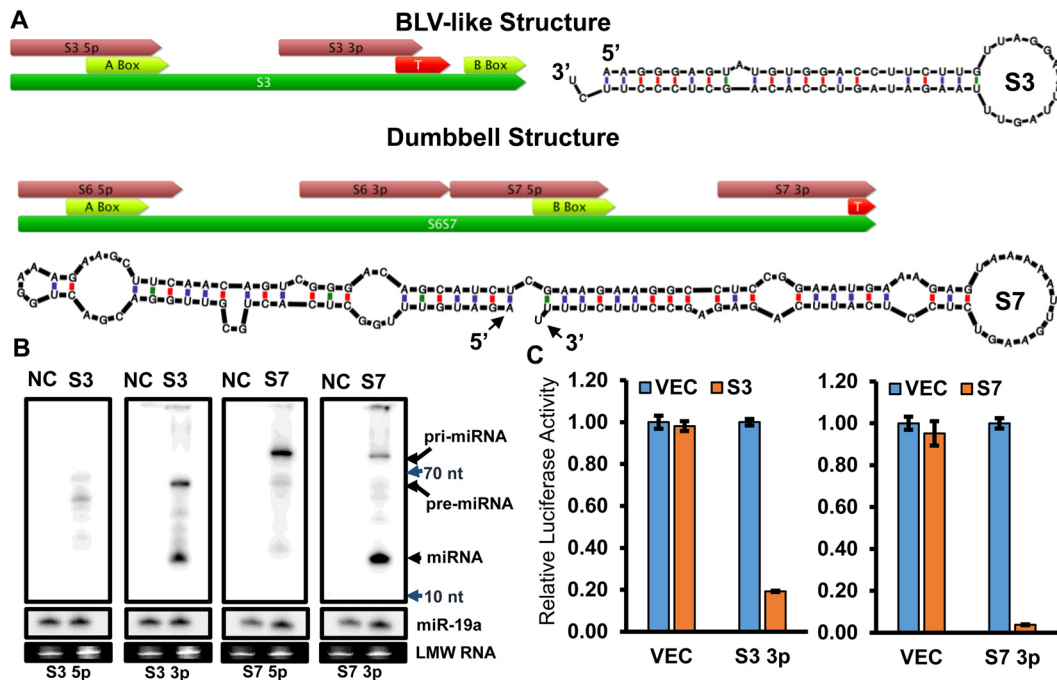 A
BLV-like Structure
S3 5p
S3 3p
A Box
T
B Box
S3
5’
3’
S3
Dumbbell Structure
S6 5p
S6 3p
S7 5p
S7 3p
A Box
B Box
T
S6S7
5’
3’
S7
B
NC S3
NC S3
NC S7
NC S7
pri-miRNA
70 nt
pre-miRNA
miRNA
10 nt
miR-19a
LMW RNA
S3 5p
S3 3p
S7 5p
S7 3p
C
Relative Luciferase Activity
VEC S3
1.20
1.00
0.80
0.60
0.40
0.20
0.00
VEC
S3 3p
VEC S7
1.20
1.00
0.80
0.60
0.40
0.20
0.00
VEC
S7 3p